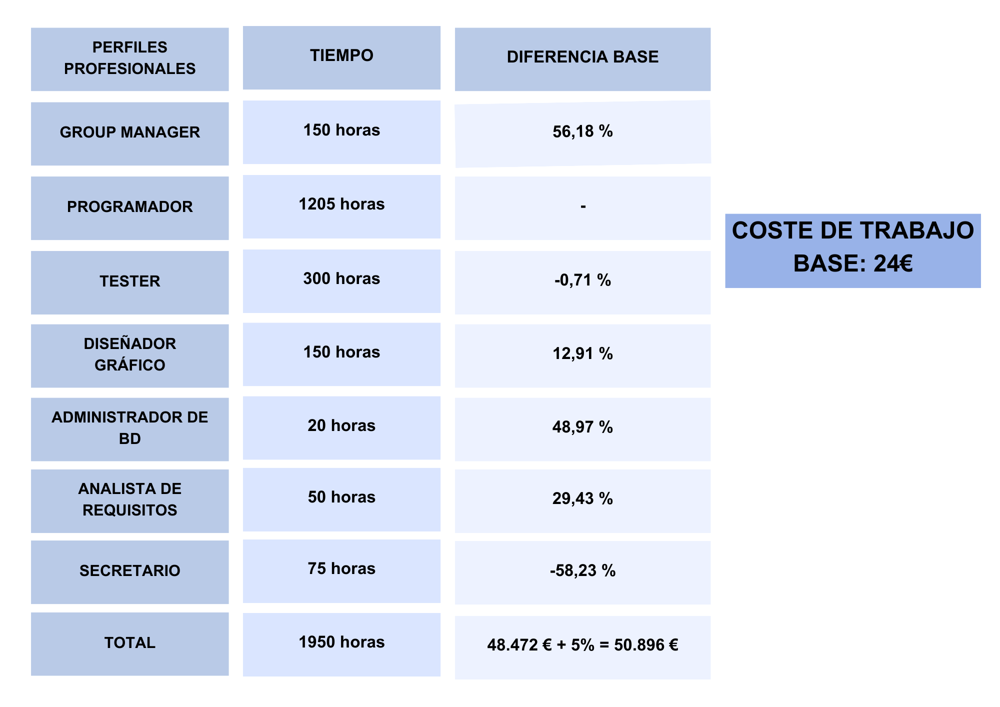 PERFILES
PROFESIONALES
TIEMPO
DIFERENCIA BASE
GROUP MANAGER
150 horas
56,18 %
PROGRAMADOR
1205 horas
-
COSTE DE TRABAJO
BASE: 24€
TESTER
300 horas
-0,71 %
DISEÑADOR
GRÁFICO
150 horas
12,91 %
ADMINISTRADOR DE
BD
20 horas
48,97 %
ANALISTA DE
REQUISITOS
50 horas
29,43 %
SECRETARIO
75 horas
-58,23 %
TOTAL
1950 horas
48.472 € + 5% = 50.896 €